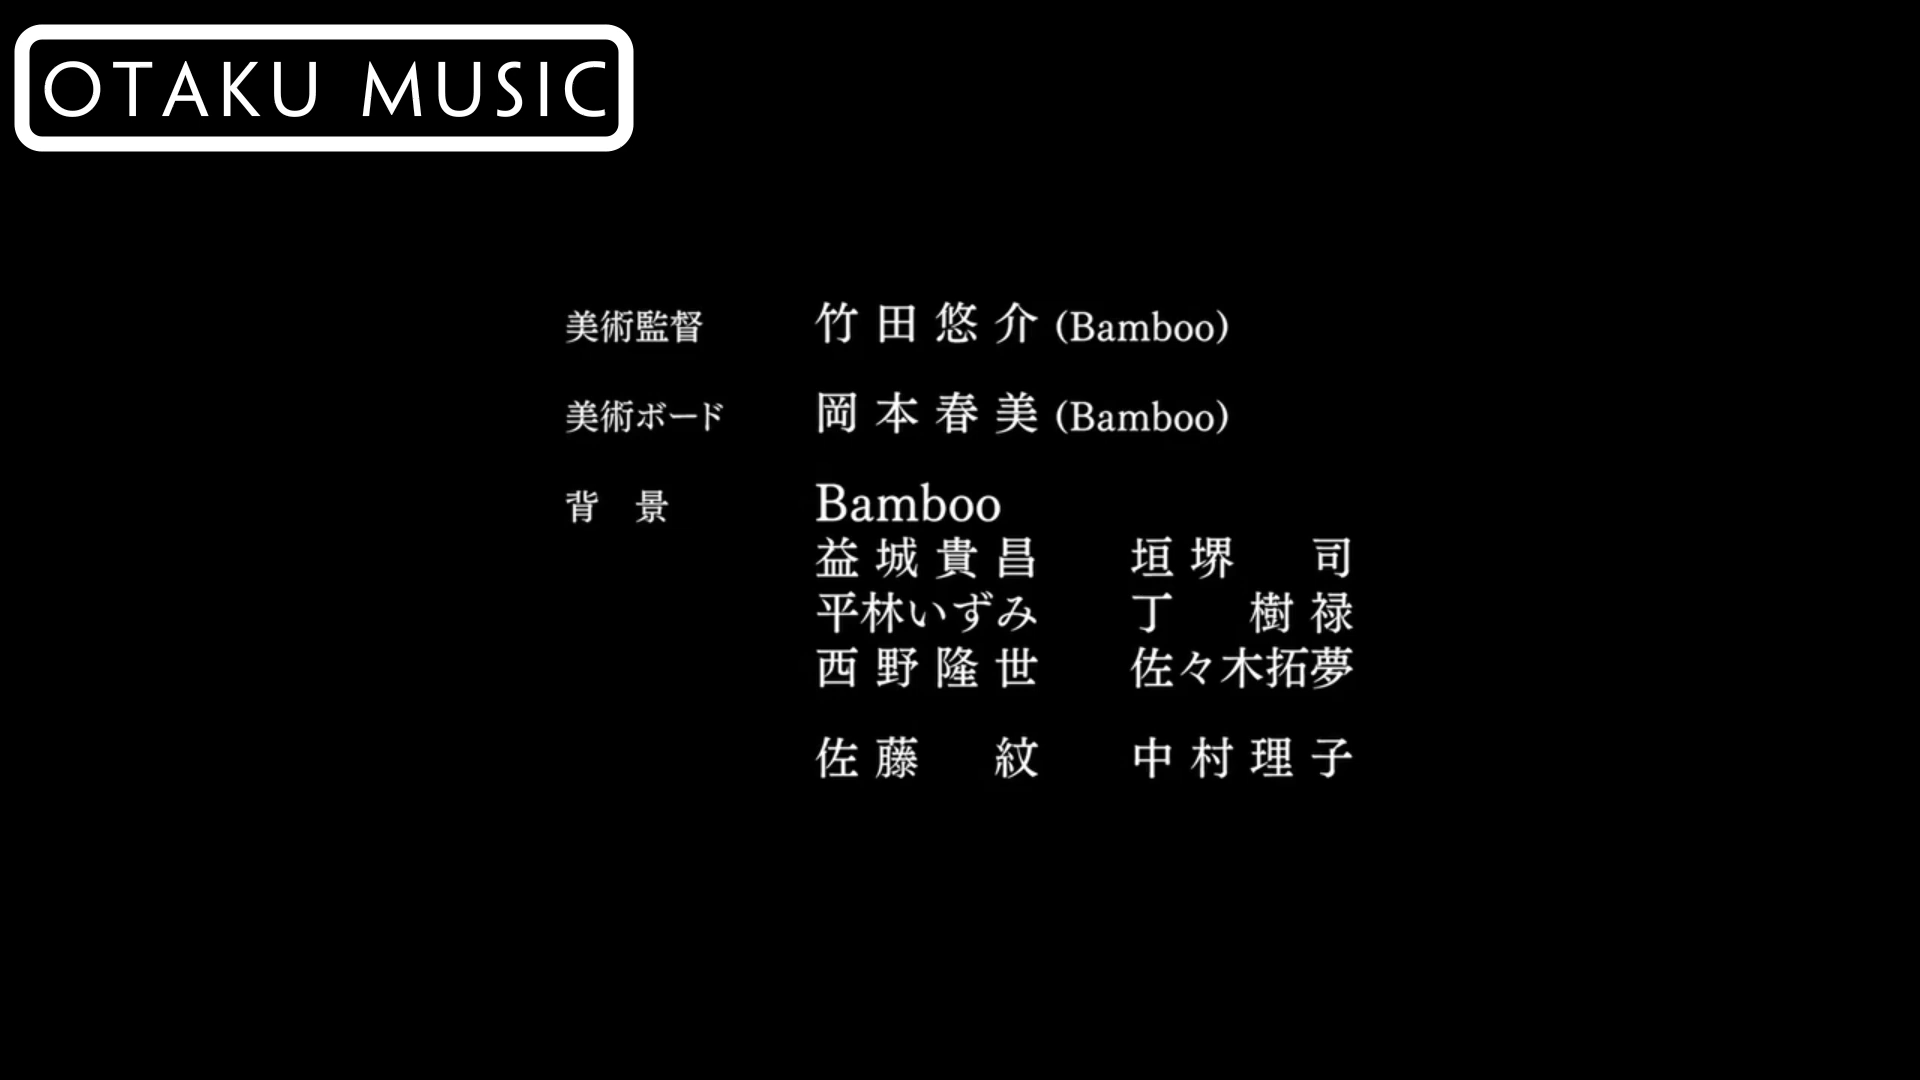 OTAKU MUSIC
美術監督 竹田悠介 (Bamboo)
美術ボード 岡本春美 (Bamboo)
背景 Bamboo
益城貴昌 垣堺司
平林いずみ 丁樹禄
西野隆世 佐々木拓夢
佐藤紋 中村理子